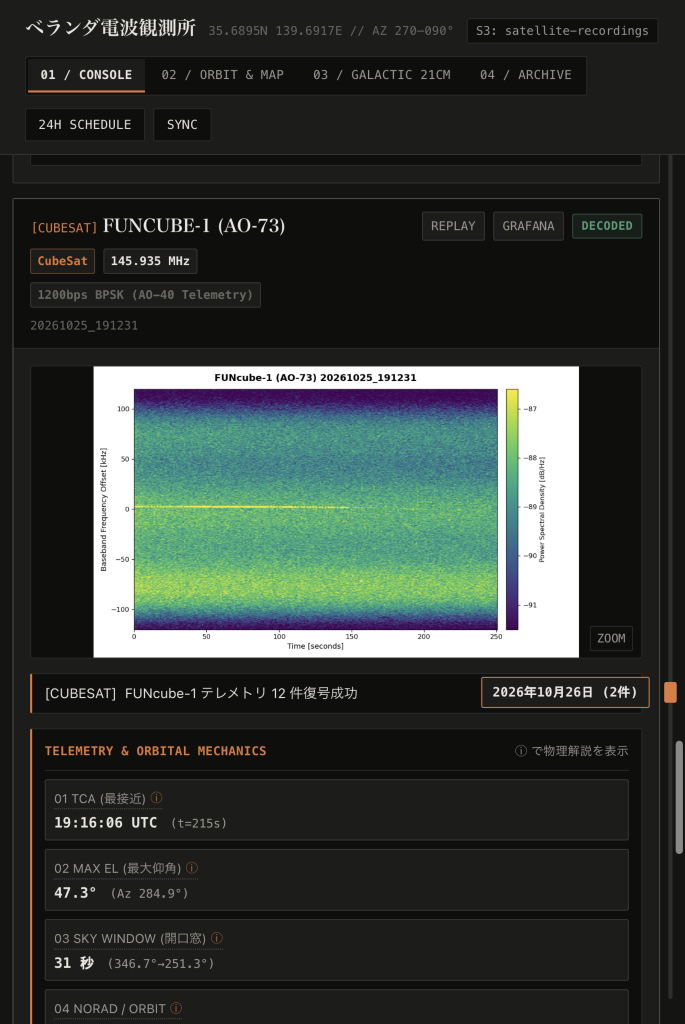 ベランダ電波観測所 35.6895N 139.6917E // AZ 270–090° S3: satellite-recordings
01 / CONSOLE 02 / ORBIT & MAP 03 / GALACTIC 21CM 04 / ARCHIVE
24H SCHEDULE SYNC
[CUBESAT] FUNCUBE-1 (AO-73) REPLAY GRAFANA DECODED
CubeSat 145.935 MHz
1200bps BPSK (AO-40 Telemetry)
20261025_191231
FUNcube-1 (AO-73) 20261025_191231
Baseband Frequency Offset [kHz]
100
50
0
−50
−100
0 50 100 150 200 250
Time [seconds]
−87
−88
−89
−90
−91
Power Spectral Density [dB/Hz]
ZOOM
[CUBESAT] FUNcube-1 テレメトリ 12 件復号成功
2026年10月26日 (2件)
TELEMETRY & ORBITAL MECHANICS ⓘ で物理解説を表示
01 TCA (最接近) ⓘ
19:16:06 UTC (t=215s)
02 MAX EL (最大仰角) ⓘ
47.3° (Az 284.9°)
03 SKY WINDOW (開口窓) ⓘ
31 秒 (346.7°→251.3°)
04 NORAD / ORBIT ⓘ